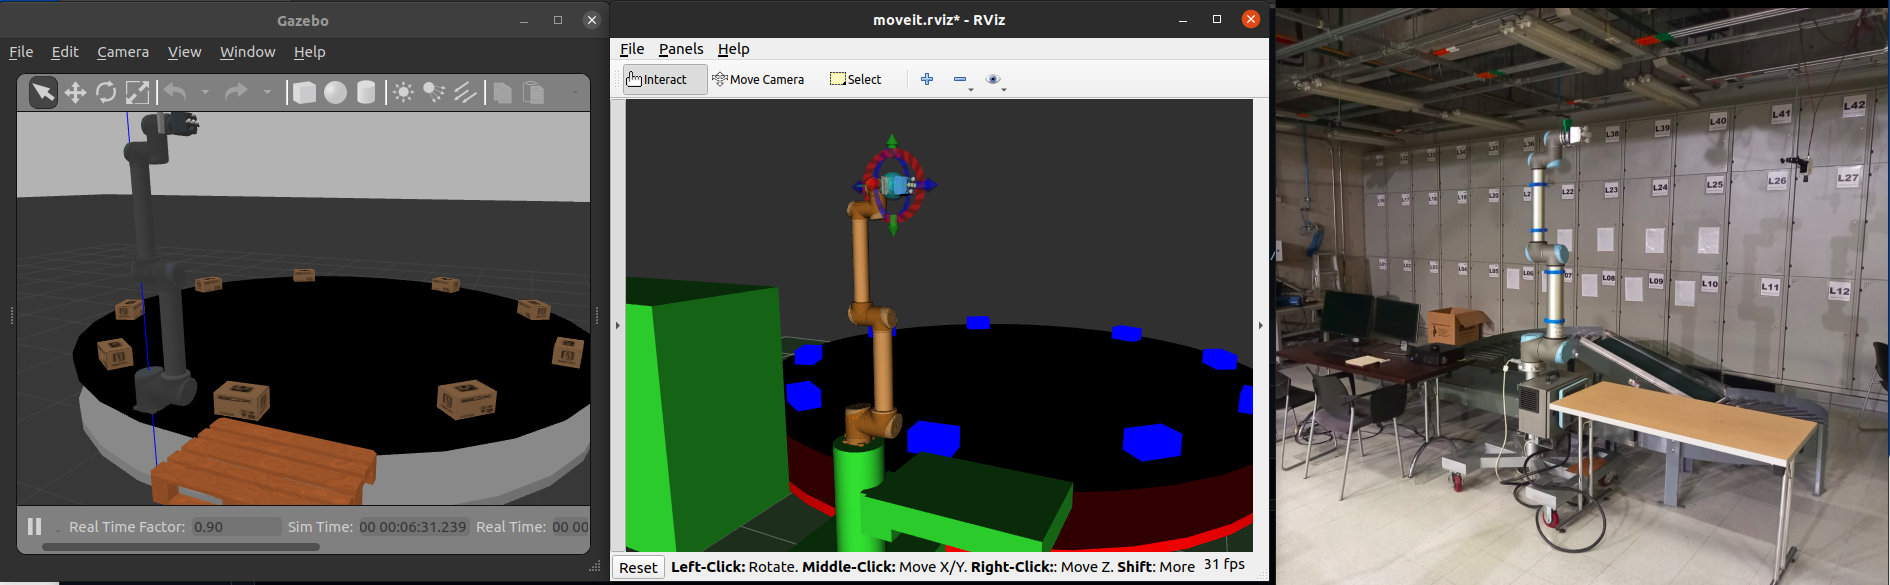 Gazebo
File Edit Camera View Window Help
Real Time Factor: 0.90 Sim Time: 00 00:06:31.239 Real Time: 00 00
moveit.rviz* - RViz
File Panels Help
Interact Move Camera Select
Reset Left-Click: Rotate. Middle-Click: Move X/Y. Right-Click:: Move Z. Shift: More 31 fps
L38 L39 L40 L41 L42
L22 L23 L24 L25 L26 L27
L06 L08 L09 L10 L11 L12